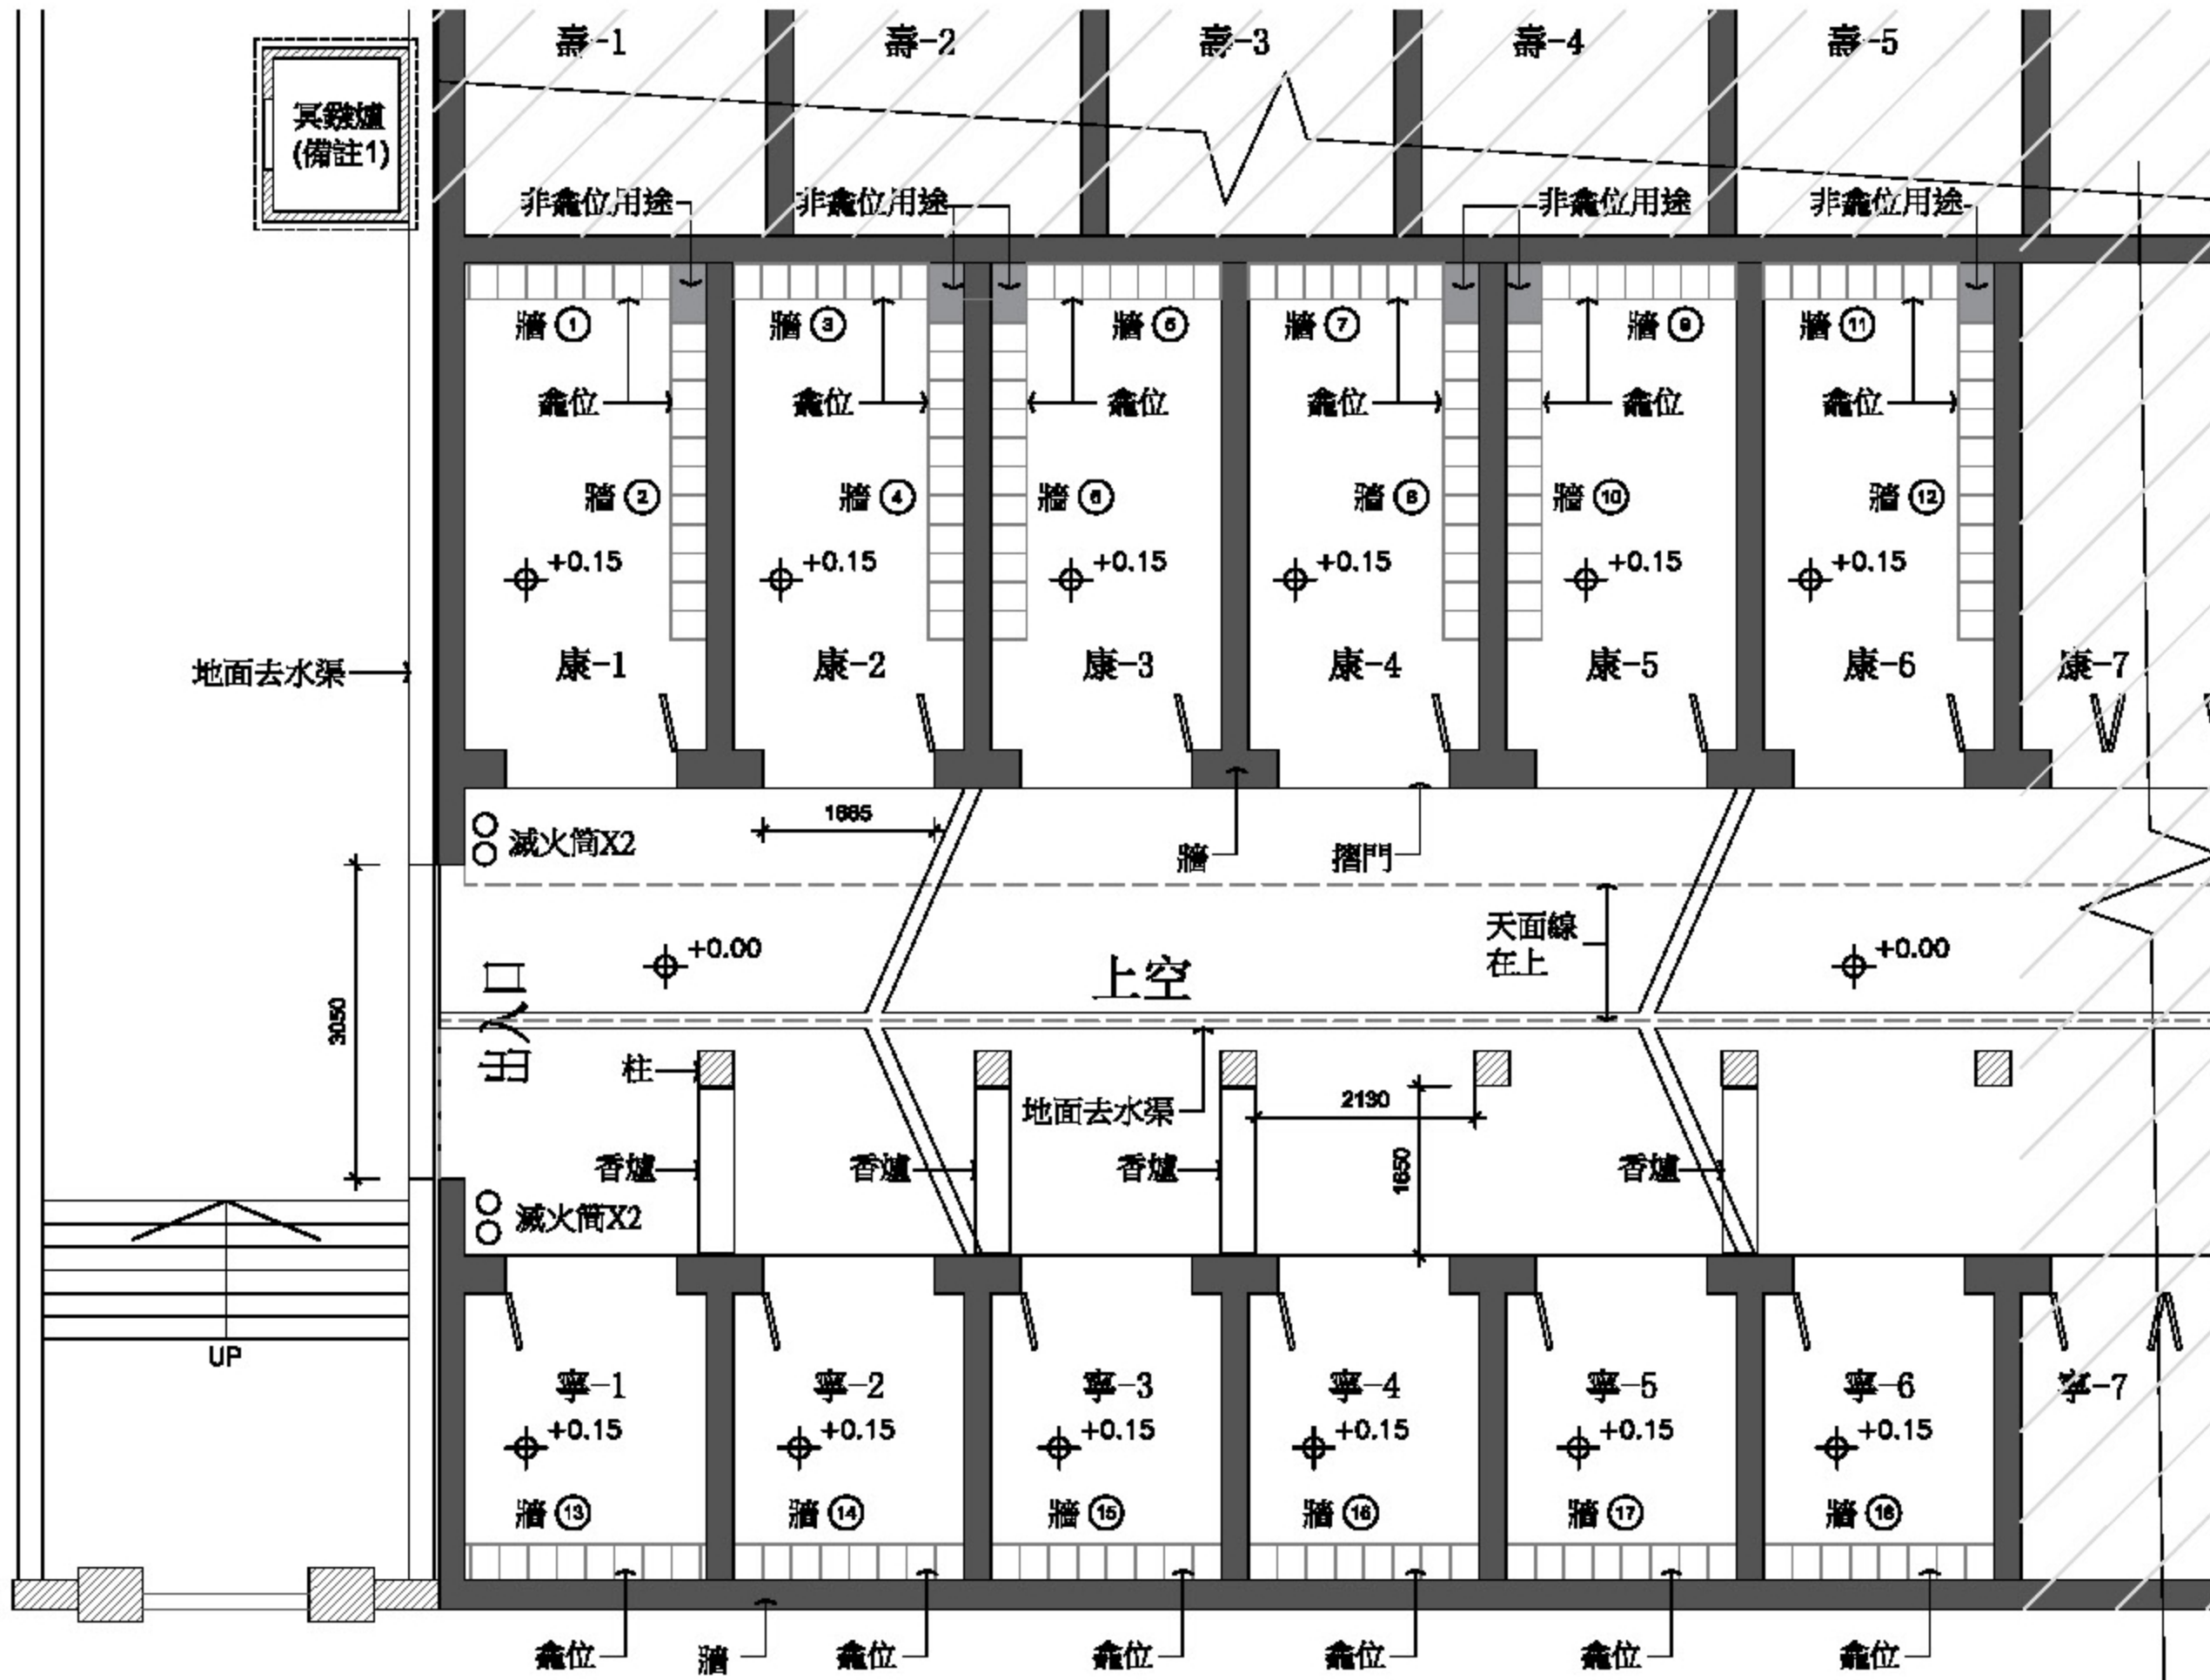 壽-1 壽-2 壽-3 壽-4 壽-5
冥鏹爐
(備註1)
非龕位用途 非龕位用途 非龕位用途 非龕位用途
牆 1 牆 3 牆 5 牆 7 牆 9 牆 11
龕位 龕位 龕位 龕位 龕位 龕位
牆 2 牆 4 牆 6 牆 8 牆 10 牆 12
+0.15 +0.15 +0.15 +0.15 +0.15 +0.15
地面去水渠
康-1 康-2 康-3 康-4 康-5 康-6 康-7
1665
滅火筒X2
牆 摺門
天面線
在上
+0.00 上空 +0.00
出入口
3050
柱
地面去水渠
2130
1650
香爐 香爐 香爐 香爐
滅火筒X2
UP
寧-1 寧-2 寧-3 寧-4 寧-5 寧-6 寧-7
+0.15 +0.15 +0.15 +0.15 +0.15 +0.15
牆 13 牆 14 牆 15 牆 16 牆 17 牆 18
龕位 牆 龕位 龕位 龕位 龕位 龕位